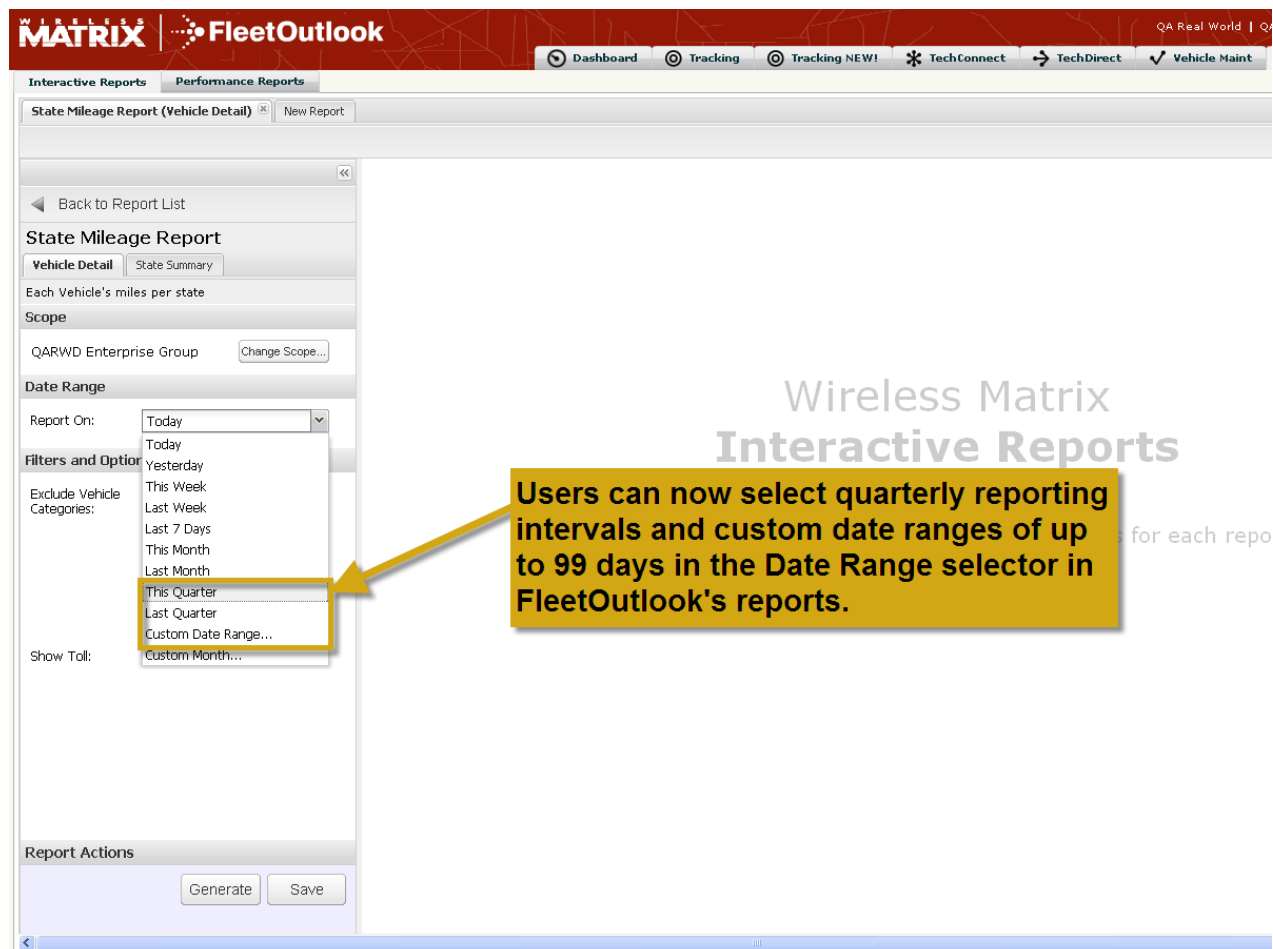 WIRELESS
MATRIX FleetOutlook
QA Real World | QA
Dashboard Tracking Tracking NEW! TechConnect TechDirect Vehicle Maint
Interactive Reports Performance Reports
State Mileage Report (Vehicle Detail) New Report
Back to Report List
State Mileage Report
Vehicle Detail State Summary
Each Vehicle's miles per state
Scope
QARWD Enterprise Group Change Scope...
Date Range
Report On: Today
Today
Filters and Optio
Yesterday
This Week
Exclude Vehicle
Categories:
Last Week
Last 7 Days
This Month
Last Month
This Quarter
Last Quarter
Custom Date Range...
Show Toll: Custom Month...
Report Actions
Generate Save
Wireless Matrix
Interactive Reports
for each repo
Users can now select quarterly reporting
intervals and custom date ranges of up
to 99 days in the Date Range selector in
FleetOutlook's reports.